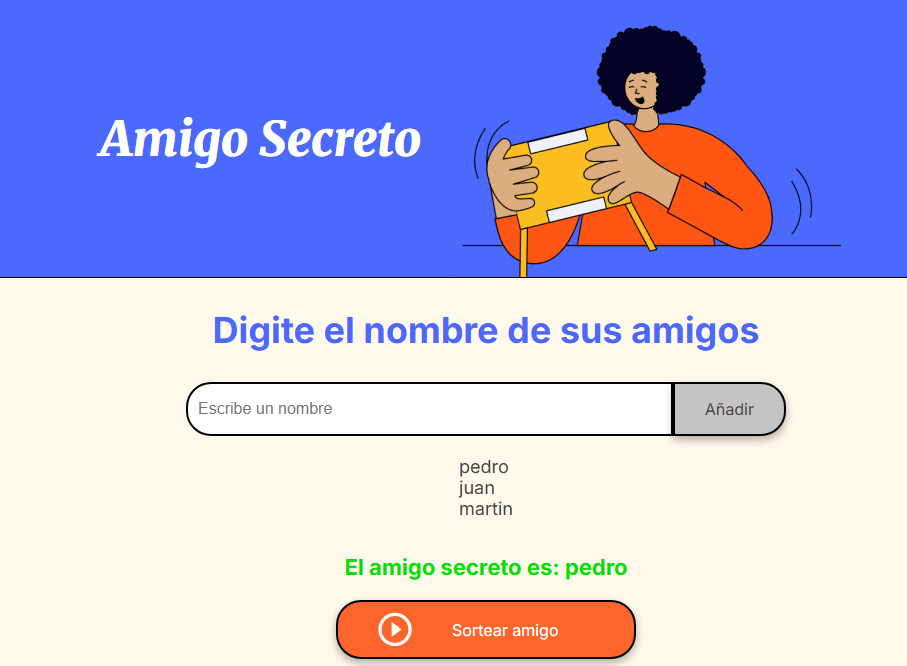 Amigo Secreto
Digite el nombre de sus amigos
Escribe un nombre
Añadir
pedro
juan
martin
El amigo secreto es: pedro
Sortear amigo